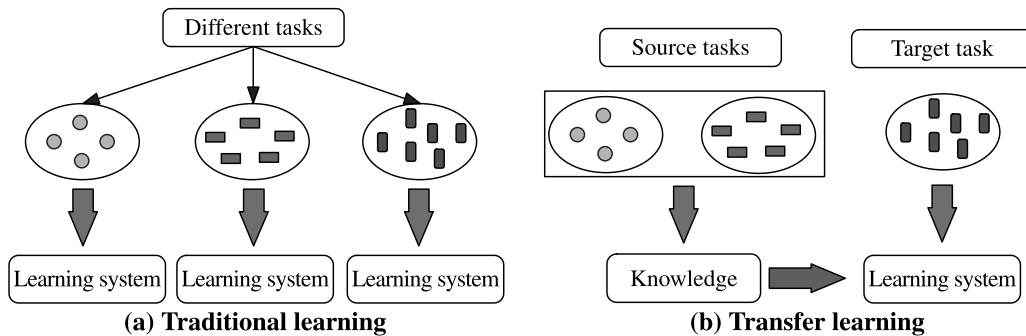 Different tasks
Source tasks
Target task
Learning system
Learning system
Learning system
Knowledge
Learning system
(a) Traditional learning
(b) Transfer learning